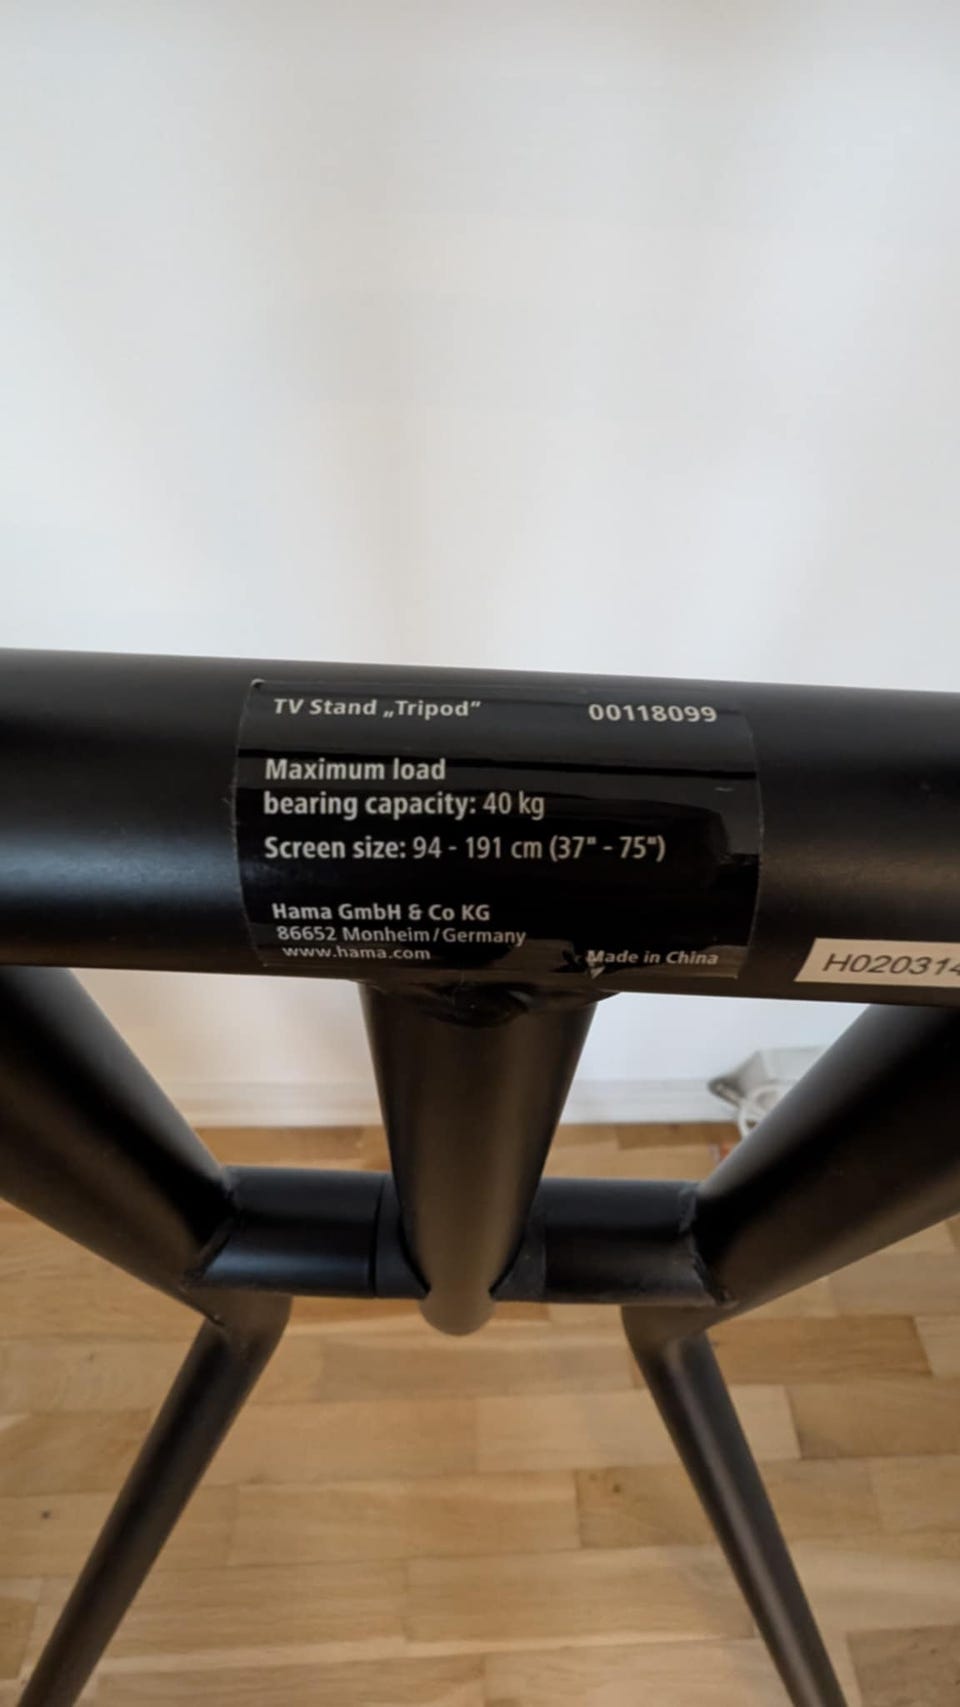 TV Stand „Tripod“ 00118099
Maximum load
bearing capacity: 40 kg
Screen size: 94 - 191 cm (37" - 75")
Hama GmbH & Co KG
86652 Monheim/Germany
www.hama.com Made in China
H020314